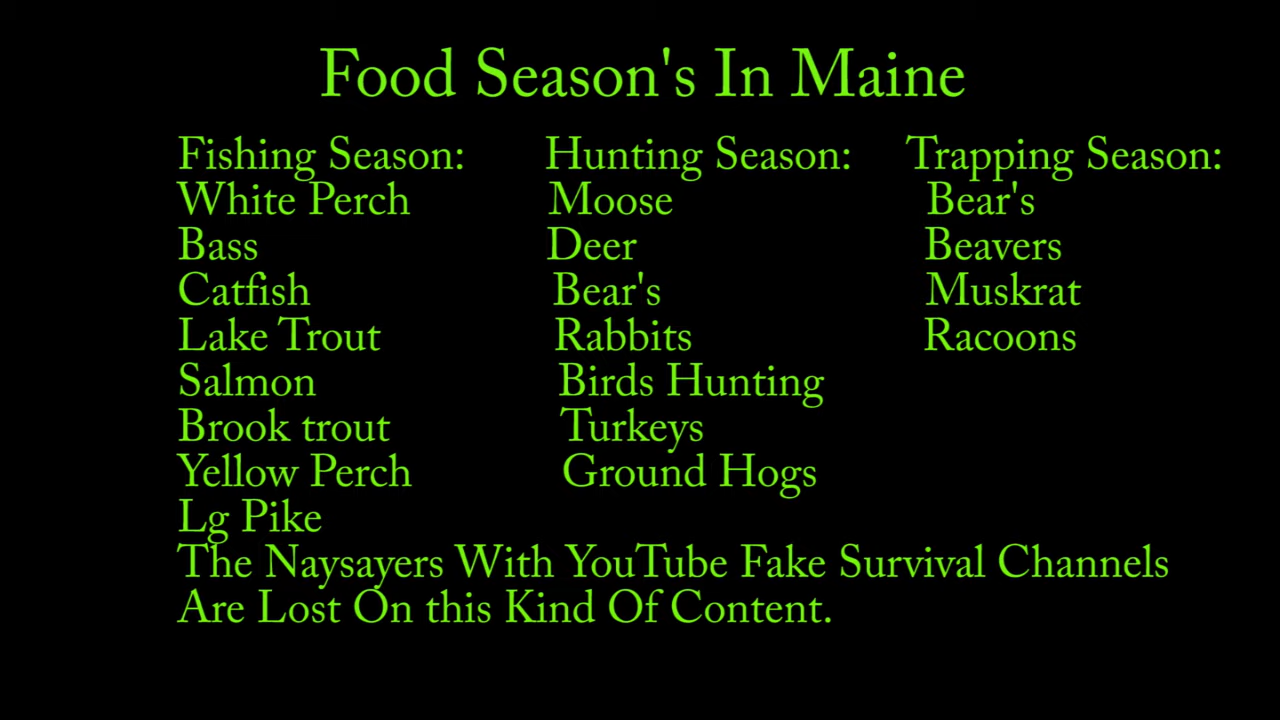 Food Season's In Maine
Fishing Season: Hunting Season: Trapping Season:
White Perch Moose Bear's
Bass Deer Beavers
Catfish Bear's Muskrat
Lake Trout Rabbits Racoons
Salmon Birds Hunting
Brook trout Turkeys
Yellow Perch Ground Hogs
Lg Pike
The Naysayers With YouTube Fake Survival Channels
Are Lost On this Kind Of Content.